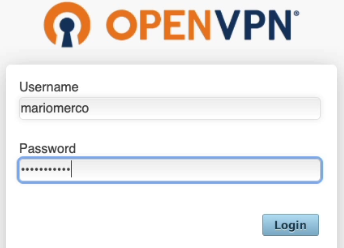 OPENVPN®
Username
mariomerco
Password
•••••••••••
Login